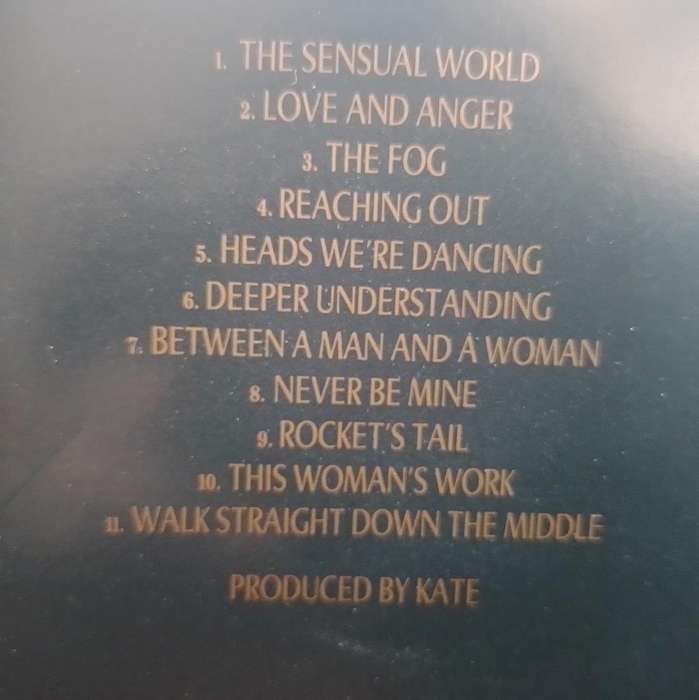 1. THE SENSUAL WORLD
2. LOVE AND ANGER
3. THE FOG
4. REACHING OUT
5. HEADS WE'RE DANCING
6. DEEPER UNDERSTANDING
7. BETWEEN A MAN AND A WOMAN
8. NEVER BE MINE
9. ROCKET'S TAIL
10. THIS WOMAN'S WORK
11. WALK STRAIGHT DOWN THE MIDDLE
PRODUCED BY KATE